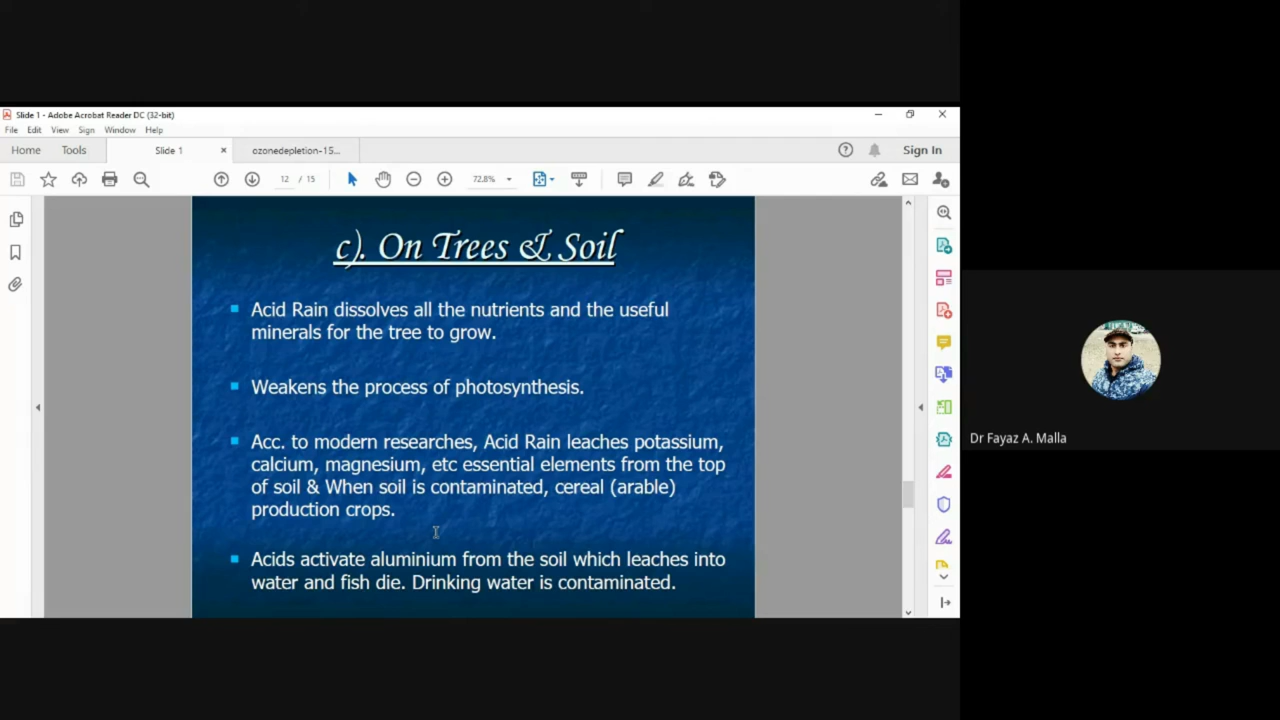 Slide 1 - Adobe Acrobat Reader DC (32-bit)
File Edit View Sign Window Help
Home Tools Slide 1 × ozonedepletion-15... Sign In
12 / 15 72.8%
c). On Trees & Soil
Acid Rain dissolves all the nutrients and the useful
minerals for the tree to grow.
Weakens the process of photosynthesis.
Acc. to modern researches, Acid Rain leaches potassium,
calcium, magnesium, etc essential elements from the top
of soil & When soil is contaminated, cereal (arable)
production crops.
Acids activate aluminium from the soil which leaches into
water and fish die. Drinking water is contaminated.
Dr Fayaz A. Malla